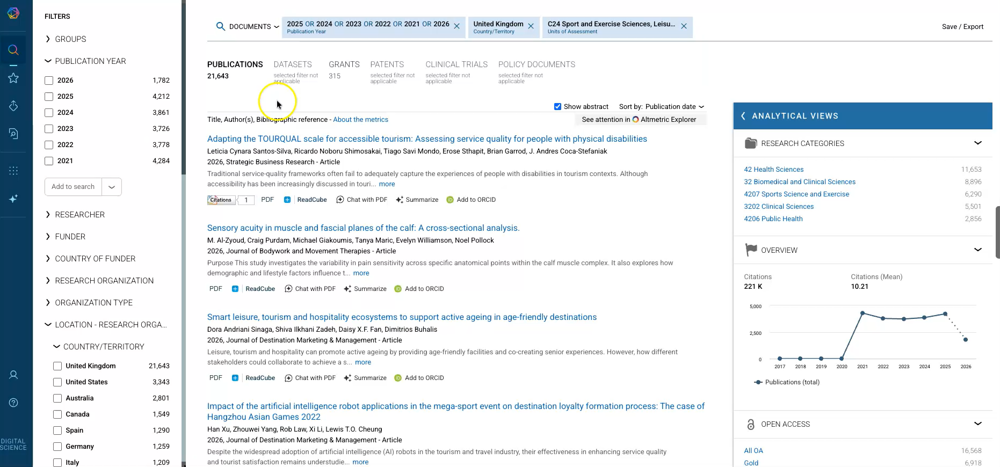 FILTERS
GROUPS
PUBLICATION YEAR
2026 1,782
2025 4,212
2024 3,861
2023 3,726
2022 3,778
2021 4,284
Add to search
RESEARCHER
FUNDER
COUNTRY OF FUNDER
RESEARCH ORGANIZATION
ORGANIZATION TYPE
LOCATION - RESEARCH ORGA...
COUNTRY/TERRITORY
United Kingdom 21,643
United States 3,343
Australia 2,801
Canada 1,549
Spain 1,290
Germany 1,259
Italy 1,209
DIGITAL
SCIENCE
DOCUMENTS
2025 OR 2024 OR 2023 OR 2022 OR 2021 OR 2026
Publication Year
United Kingdom
Country/Territory
C24 Sport and Exercise Sciences, Leisu...
Units of Assessment
Save / Export
PUBLICATIONS
21,643
DATASETS
selected filter not
applicable
GRANTS
315
PATENTS
selected filter not
applicable
CLINICAL TRIALS
selected filter not
applicable
POLICY DOCUMENTS
selected filter not
applicable
Show abstract Sort by: Publication date
Title, Author(s), Bibliographic reference - About the metrics
See attention in Altmetric Explorer
Adapting the TOURQUAL scale for accessible tourism: Assessing service quality for people with physical disabilities
Leticia Cynara Santos-Silva, Ricardo Noboru Shimosakai, Tiago Savi Mondo, Erose Sthapit, Brian Garrod, J. Andres Coca-Stefaniak
2026, Strategic Business Research - Article
Traditional service-quality frameworks often fail to adequately capture the experiences of people with disabilities in tourism contexts. Although
accessibility has been increasingly discussed in touri... more
Citations 1 PDF ReadCube Chat with PDF Summarize Add to ORCID
Sensory acuity in muscle and fascial planes of the calf: A cross-sectional analysis.
M. Al-Zyoud, Craig Purdam, Michael Giakoumis, Tanya Maric, Evelyn Williamson, Noel Pollock
2026, Journal of Bodywork and Movement Therapies - Article
Purpose This study investigates the variability in pain sensitivity across specific anatomical points within the calf muscle complex. It also explores how
demographic and lifestyle factors influence t... more
PDF ReadCube Chat with PDF Summarize Add to ORCID
Smart leisure, tourism and hospitality ecosystems to support active ageing in age-friendly destinations
Dora Andriani Sinaga, Shiva Ilkhani Zadeh, Daisy X.F. Fan, Dimitrios Buhalis
2026, Journal of Destination Marketing & Management - Article
Leisure, tourism and hospitality can promote active ageing by providing age-friendly facilities and co-creating senior experiences. However, how different
stakeholders could collaborate to achieve a s... more
PDF ReadCube Chat with PDF Summarize Add to ORCID
Impact of the artificial intelligence robot applications in the mega-sport event on destination loyalty formation process: The case of
Hangzhou Asian Games 2022
Han Xu, Zhouwei Yang, Rob Law, Xi Li, Lewis T.O. Cheung
2026, Journal of Destination Marketing & Management - Article
Despite the widespread adoption of artificial intelligence (AI) robots in the tourism and travel industry, their effectiveness in enhancing service quality
and tourist satisfaction remains understudie... more
ANALYTICAL VIEWS
RESEARCH CATEGORIES
42 Health Sciences 11,653
32 Biomedical and Clinical Sciences 8,896
4207 Sports Science and Exercise 6,290
3202 Clinical Sciences 5,501
4206 Public Health 2,856
OVERVIEW
Citations Citations (Mean)
221 K 10.21
5,000
2,500
0
2017 2018 2019 2020 2021 2022 2023 2024 2025 2026
Publications (total)
OPEN ACCESS
All OA 16,568
Gold 6,918